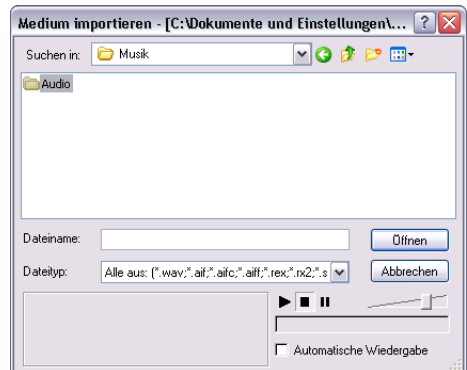 Medium importieren - [C:\Dokumente und Einstellungen\...
Suchen in: Musik
Audio
Dateiname:
Öffnen
Dateityp: Alle aus: (*.wav;*.aif;*.aifc;*.aiff;*.rex;*.rx2;*.s
Abbrechen
Automatische Wiedergabe